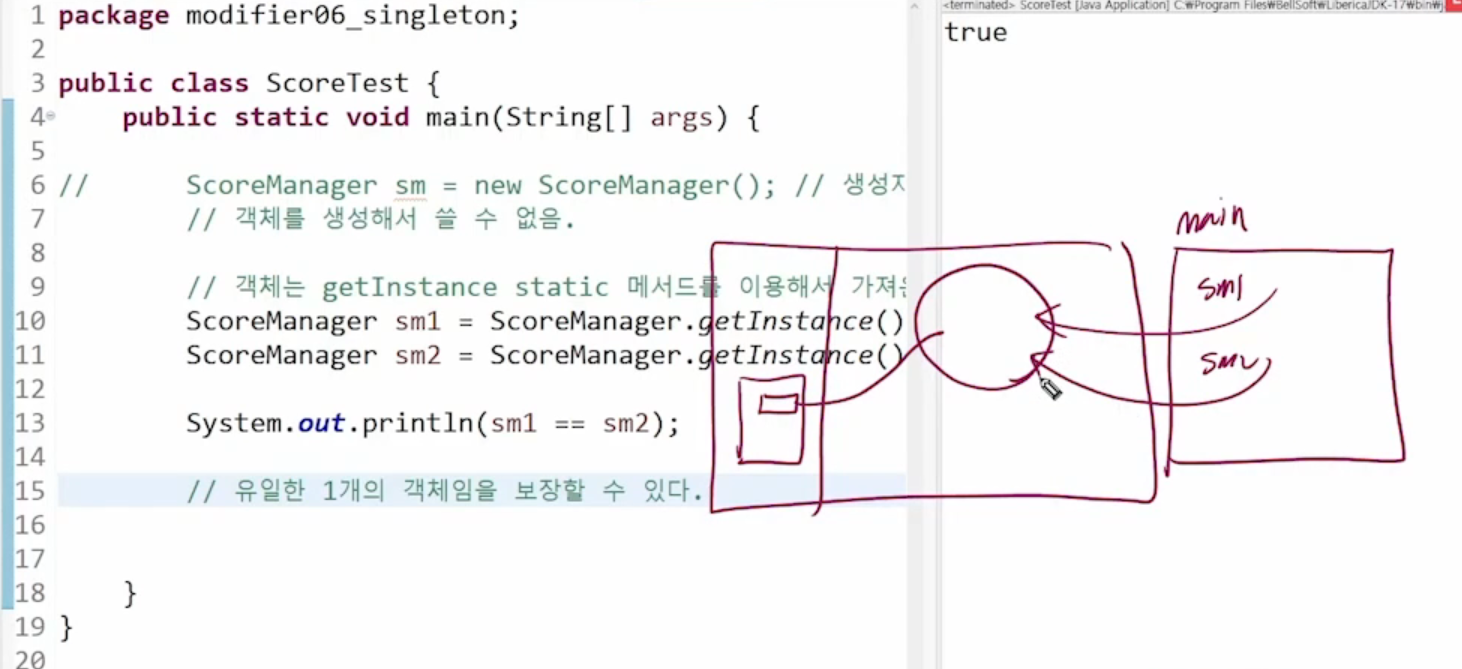 <terminated> ScoreTest [Java Application] C:₩Program Files₩BellSoft₩LibericaJDK-17₩bin₩j
true
1 package modifier06_singleton;
2
3 public class ScoreTest {
4 public static void main(String[] args) {
5
6 // ScoreManager sm = new ScoreManager(); // 생성자
7 // 객체를 생성해서 쓸 수 없음.
8
9 // 객체는 getInstance static 메서드를 이용해서 가져온
10 ScoreManager sm1 = ScoreManager.getInstance()
11 ScoreManager sm2 = ScoreManager.getInstance()
12
13 System.out.println(sm1 == sm2);
14
15 // 유일한 1개의 객체임을 보장할 수 있다.
16
17
18 }
19 }
20
main
sm1
sm2